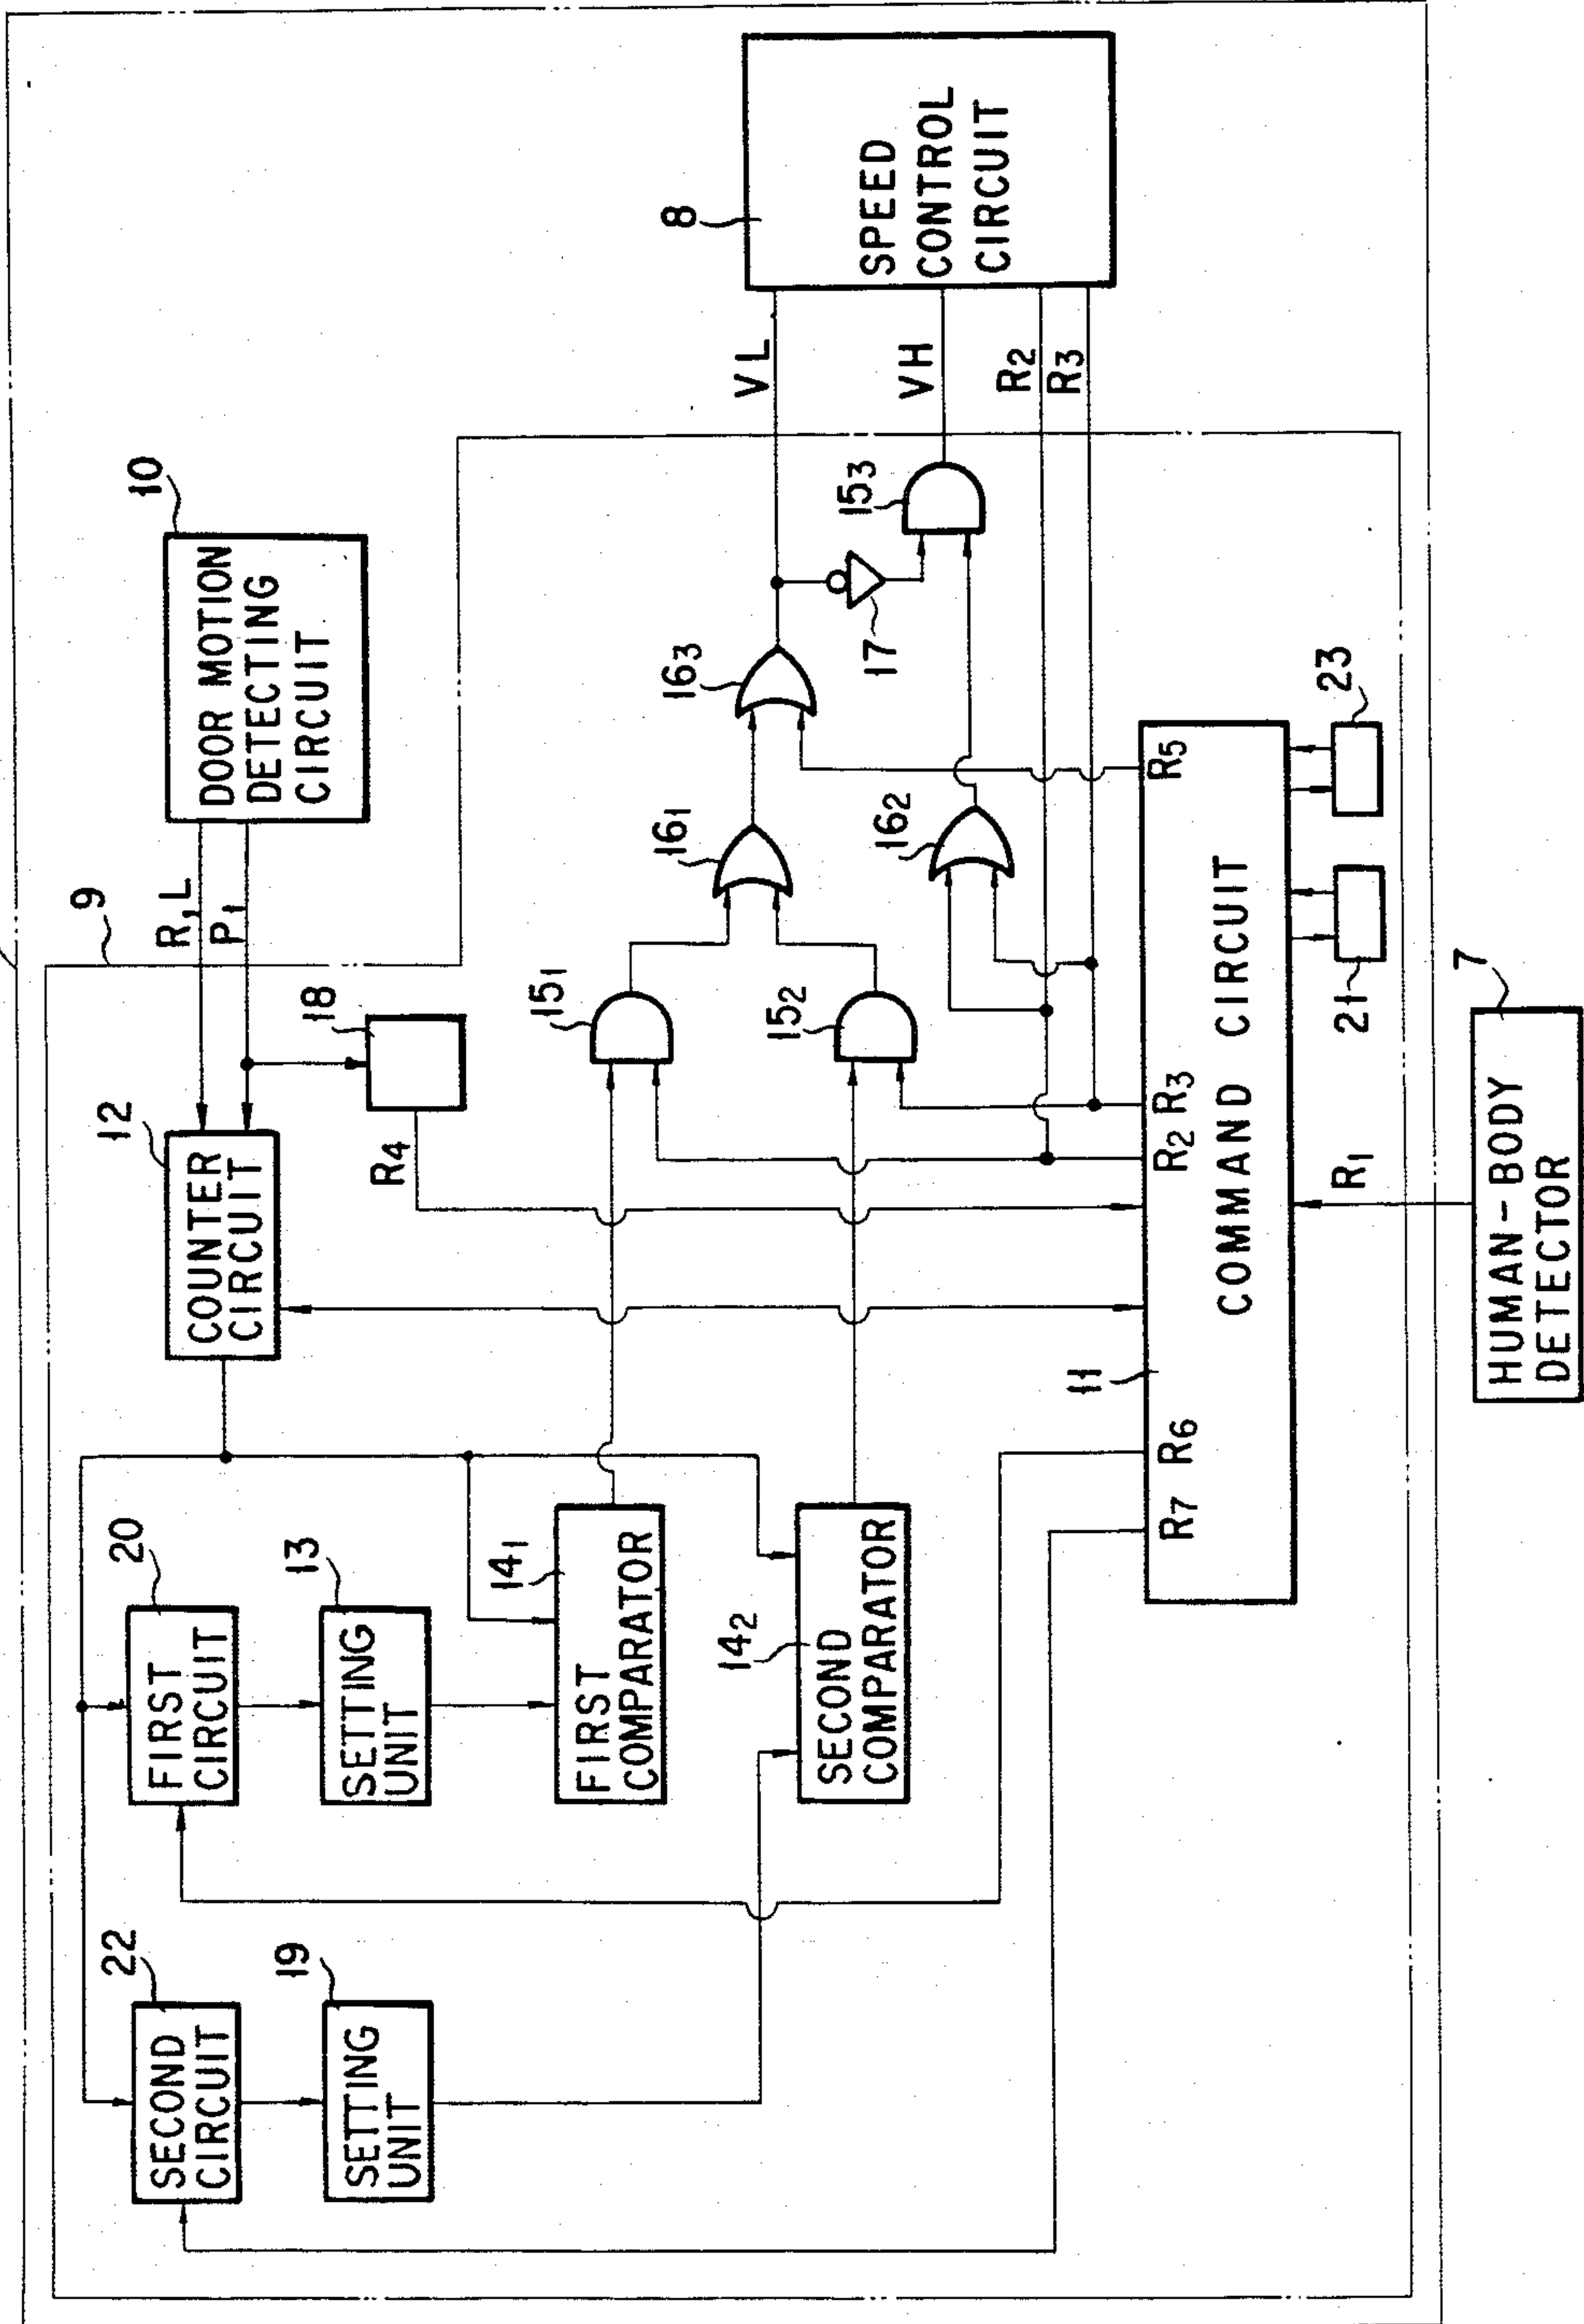 10
DOOR MOTION
DETECTING
CIRCUIT
R,L
P1
9
12
COUNTER
CIRCUIT
18
R4
20
FIRST
CIRCUIT
13
SETTING
UNIT
22
SECOND
CIRCUIT
19
SETTING
UNIT
141
FIRST
COMPARATOR
142
SECOND
COMPARATOR
151
152
161
162
163
17
153
VL
VH
R2
R3
8
SPEED
CONTROL
CIRCUIT
11
R7
R6
R2
R3
R5
COMMAND CIRCUIT
21
23
R1
7
HUMAN-BODY
DETECTOR